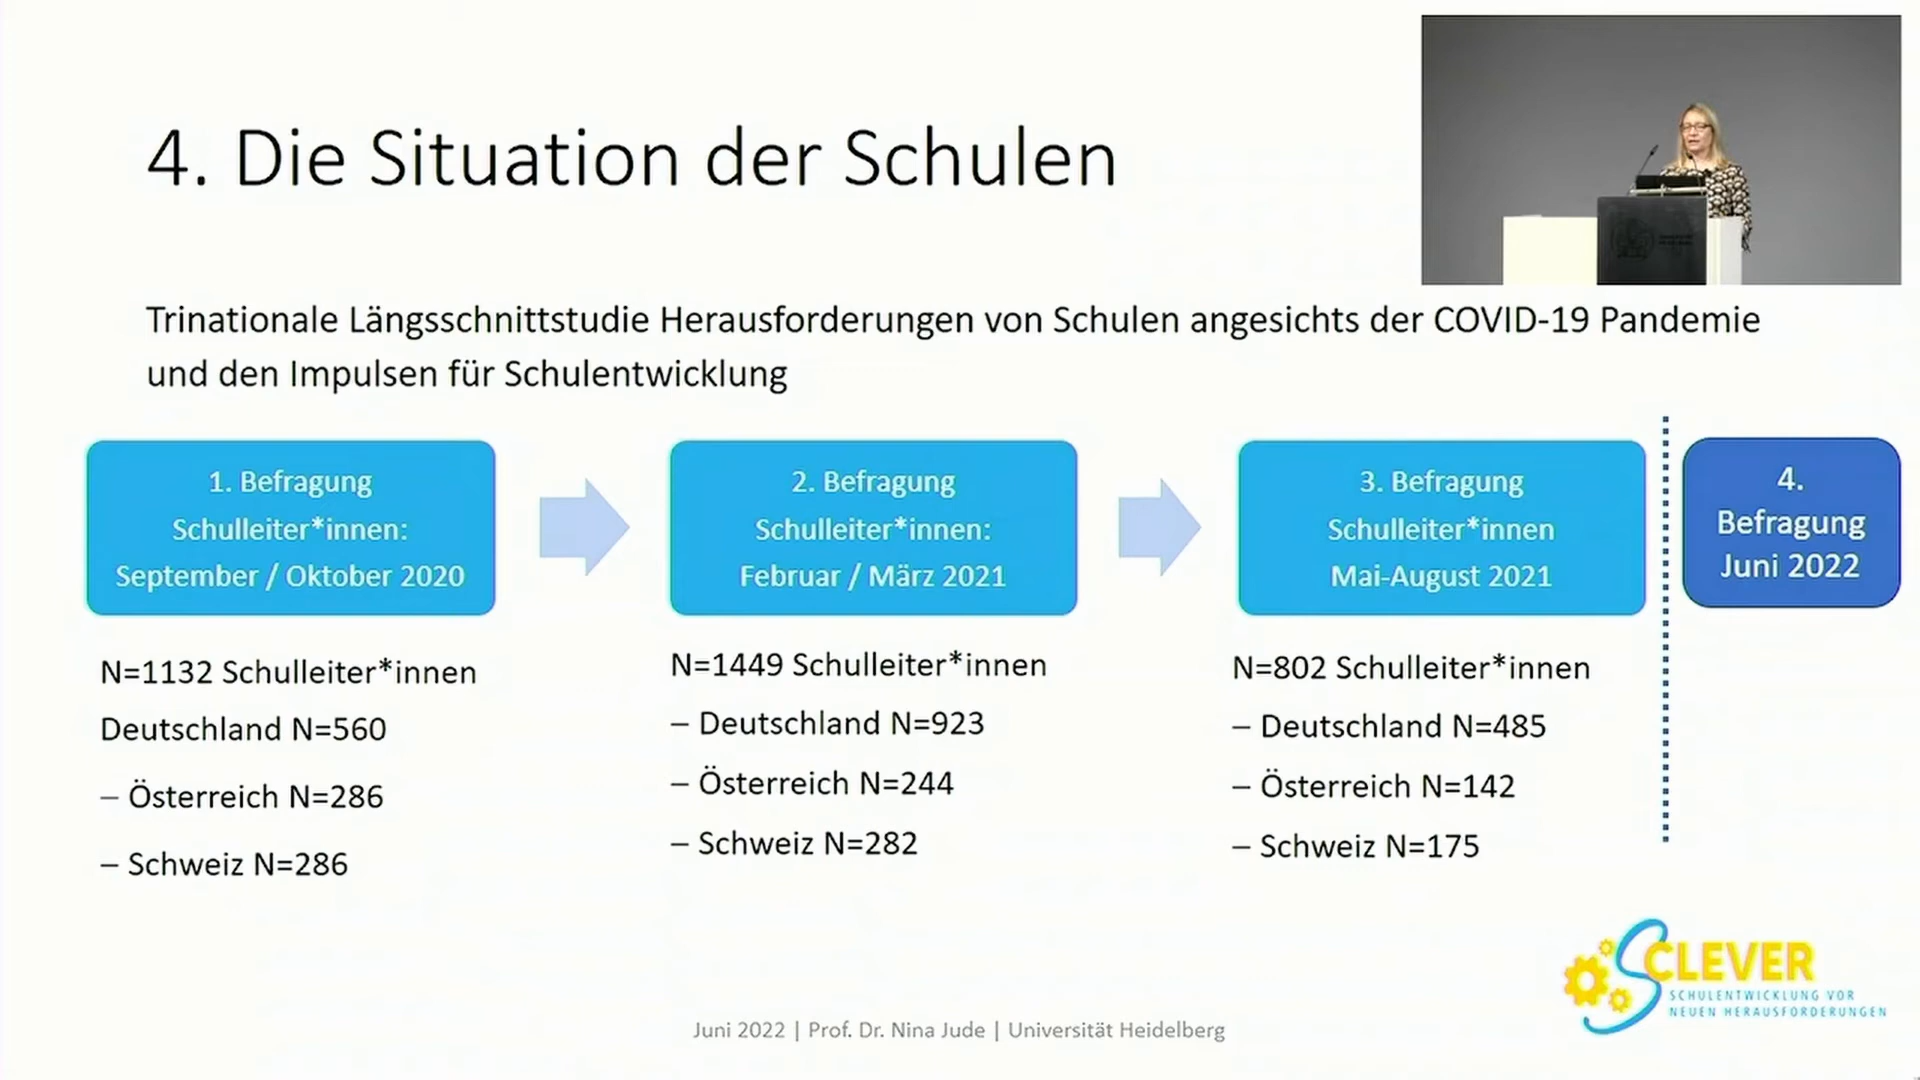 4. Die Situation der Schulen
Trinationale Längsschnittstudie Herausforderungen von Schulen angesichts der COVID-19 Pandemie
und den Impulsen für Schulentwicklung
1. Befragung
Schulleiter*innen:
September / Oktober 2020
2. Befragung
Schulleiter*innen:
Februar / März 2021
3. Befragung
Schulleiter*innen
Mai-August 2021
4.
Befragung
Juni 2022
N=1132 Schulleiter*innen
Deutschland N=560
– Österreich N=286
– Schweiz N=286
N=1449 Schulleiter*innen
– Deutschland N=923
– Österreich N=244
– Schweiz N=282
N=802 Schulleiter*innen
– Deutschland N=485
– Österreich N=142
– Schweiz N=175
SCLEVER
SCHULENTWICKLUNG VOR
NEUEN HERAUSFORDERUNGEN
Juni 2022 | Prof. Dr. Nina Jude | Universität Heidelberg